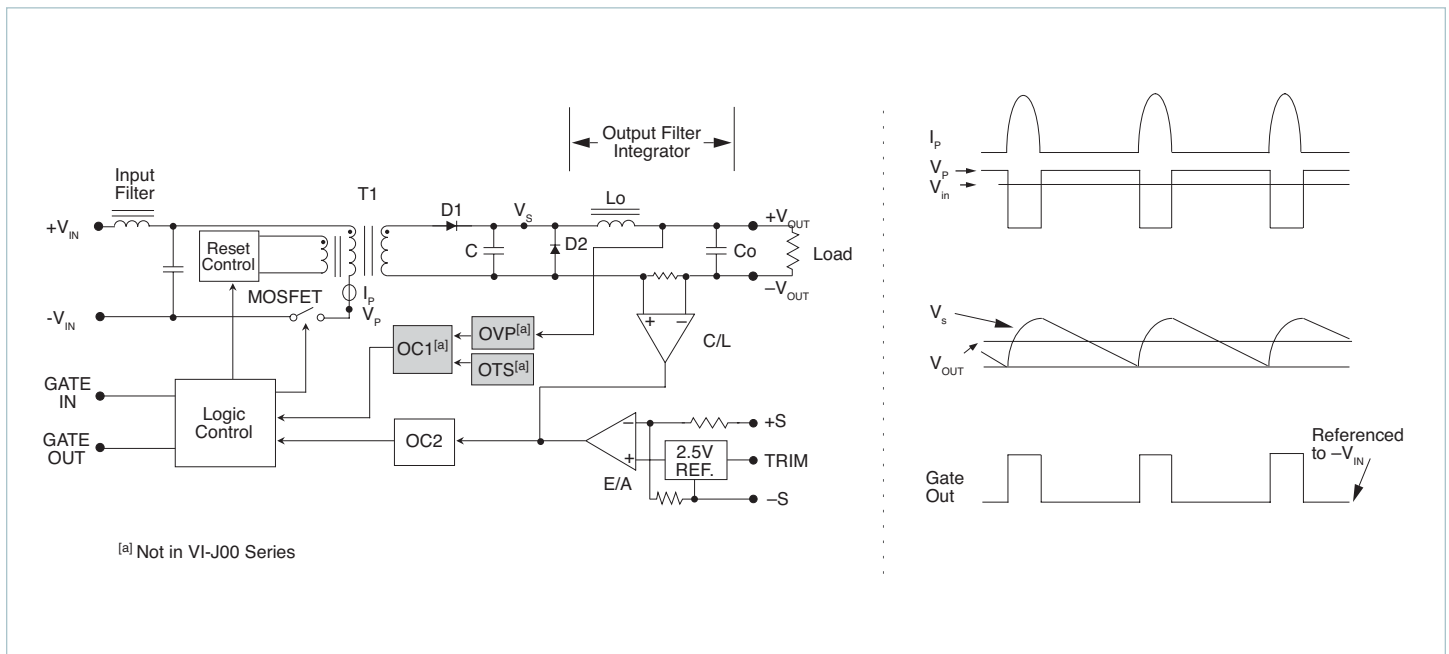 Output Filter
Integrator
Input
Filter
T1
D1
V_S
Lo
+V_IN
+V_OUT
Reset
Control
C
D2
Co
Load
MOSFET
I_P
V_P
-V_IN
–V_OUT
OC1[a]
OVP[a]
OTS[a]
+
–
C/L
GATE
IN
Logic
Control
GATE
OUT
OC2
–
+
E/A
2.5V
REF.
+S
TRIM
–S
[a] Not in VI-J00 Series
I_P
V_P
V_in
V_s
V_OUT
Gate
Out
Referenced
to –V_IN